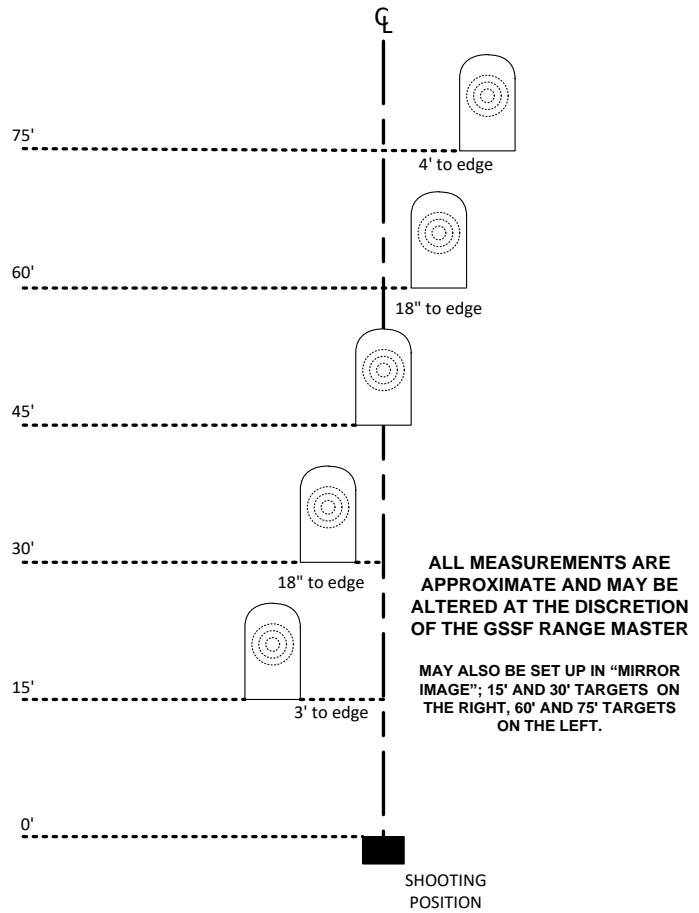 ℄
75'
4' to edge
60'
18" to edge
45'
30'
18" to edge
ALL MEASUREMENTS ARE
APPROXIMATE AND MAY BE
ALTERED AT THE DISCRETION
OF THE GSSF RANGE MASTER
MAY ALSO BE SET UP IN “MIRROR
IMAGE”; 15' AND 30' TARGETS ON
THE RIGHT, 60' AND 75' TARGETS
ON THE LEFT.
15'
3' to edge
0'
SHOOTING
POSITION